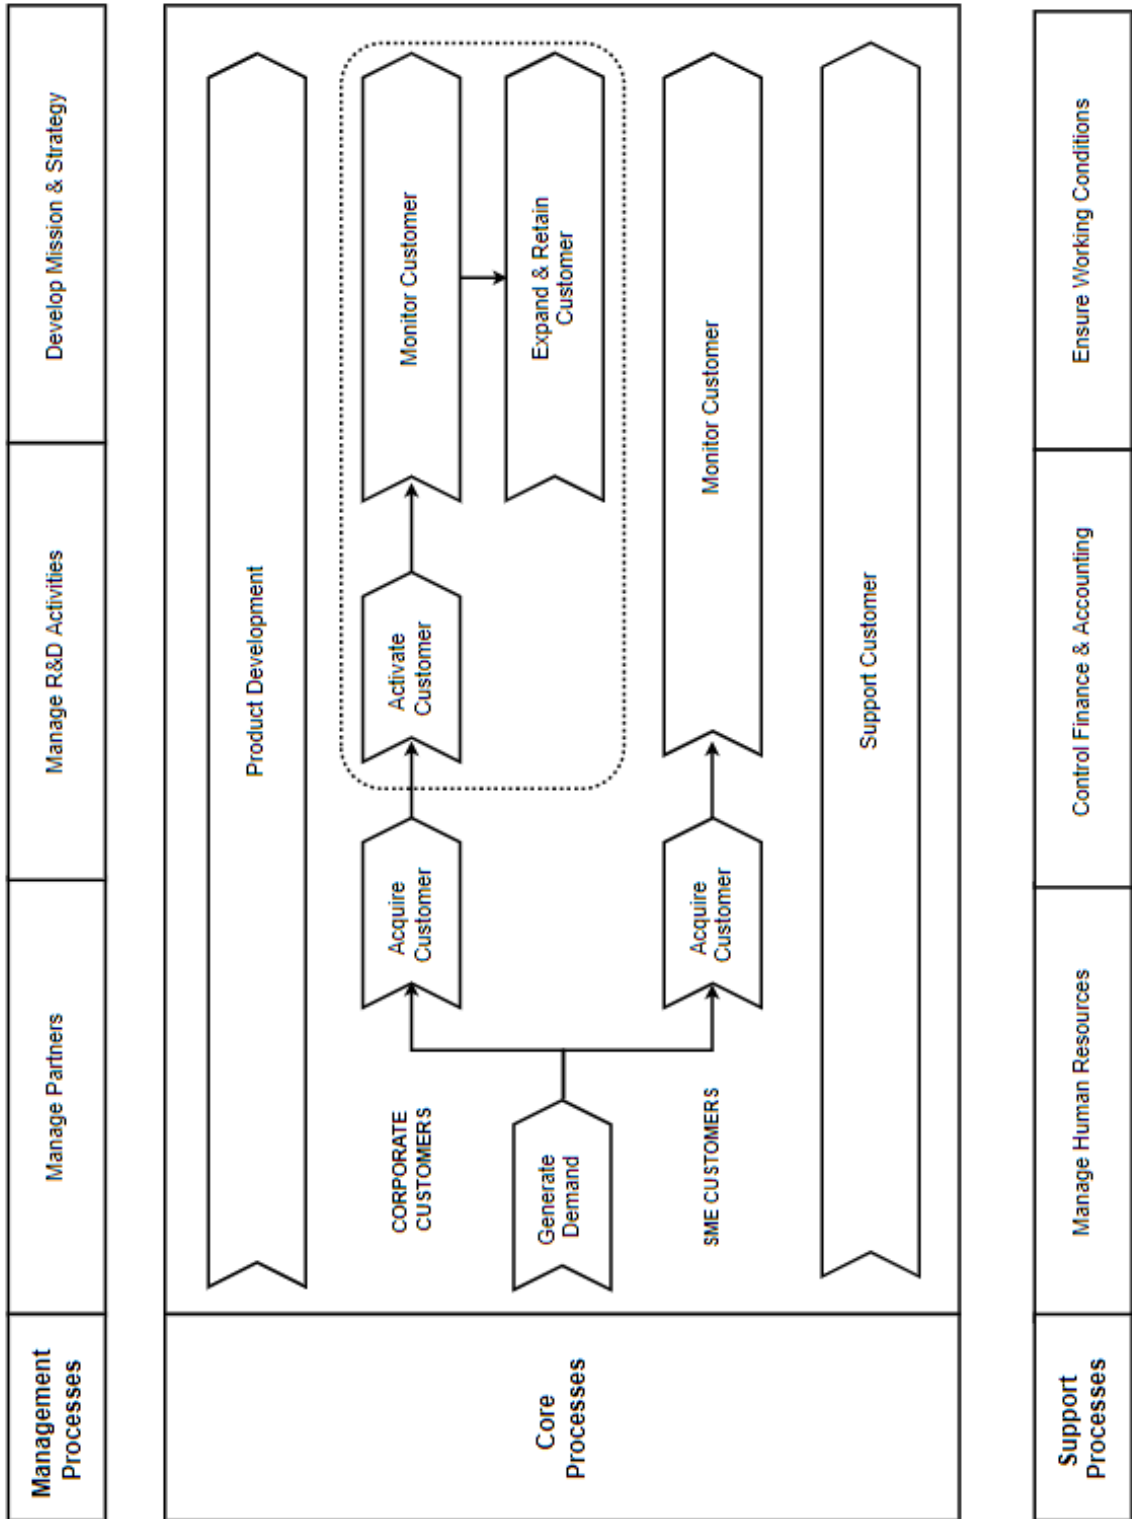 Management
Processes
Manage Partners
Manage R&D Activities
Develop Mission & Strategy
Core
Processes
Product Development
CORPORATE
CUSTOMERS
Acquire
Customer
Activate
Customer
Monitor Customer
Expand & Retain
Customer
Generate
Demand
SME CUSTOMERS
Acquire
Customer
Monitor Customer
Support Customer
Support
Processes
Manage Human Resources
Control Finance & Accounting
Ensure Working Conditions